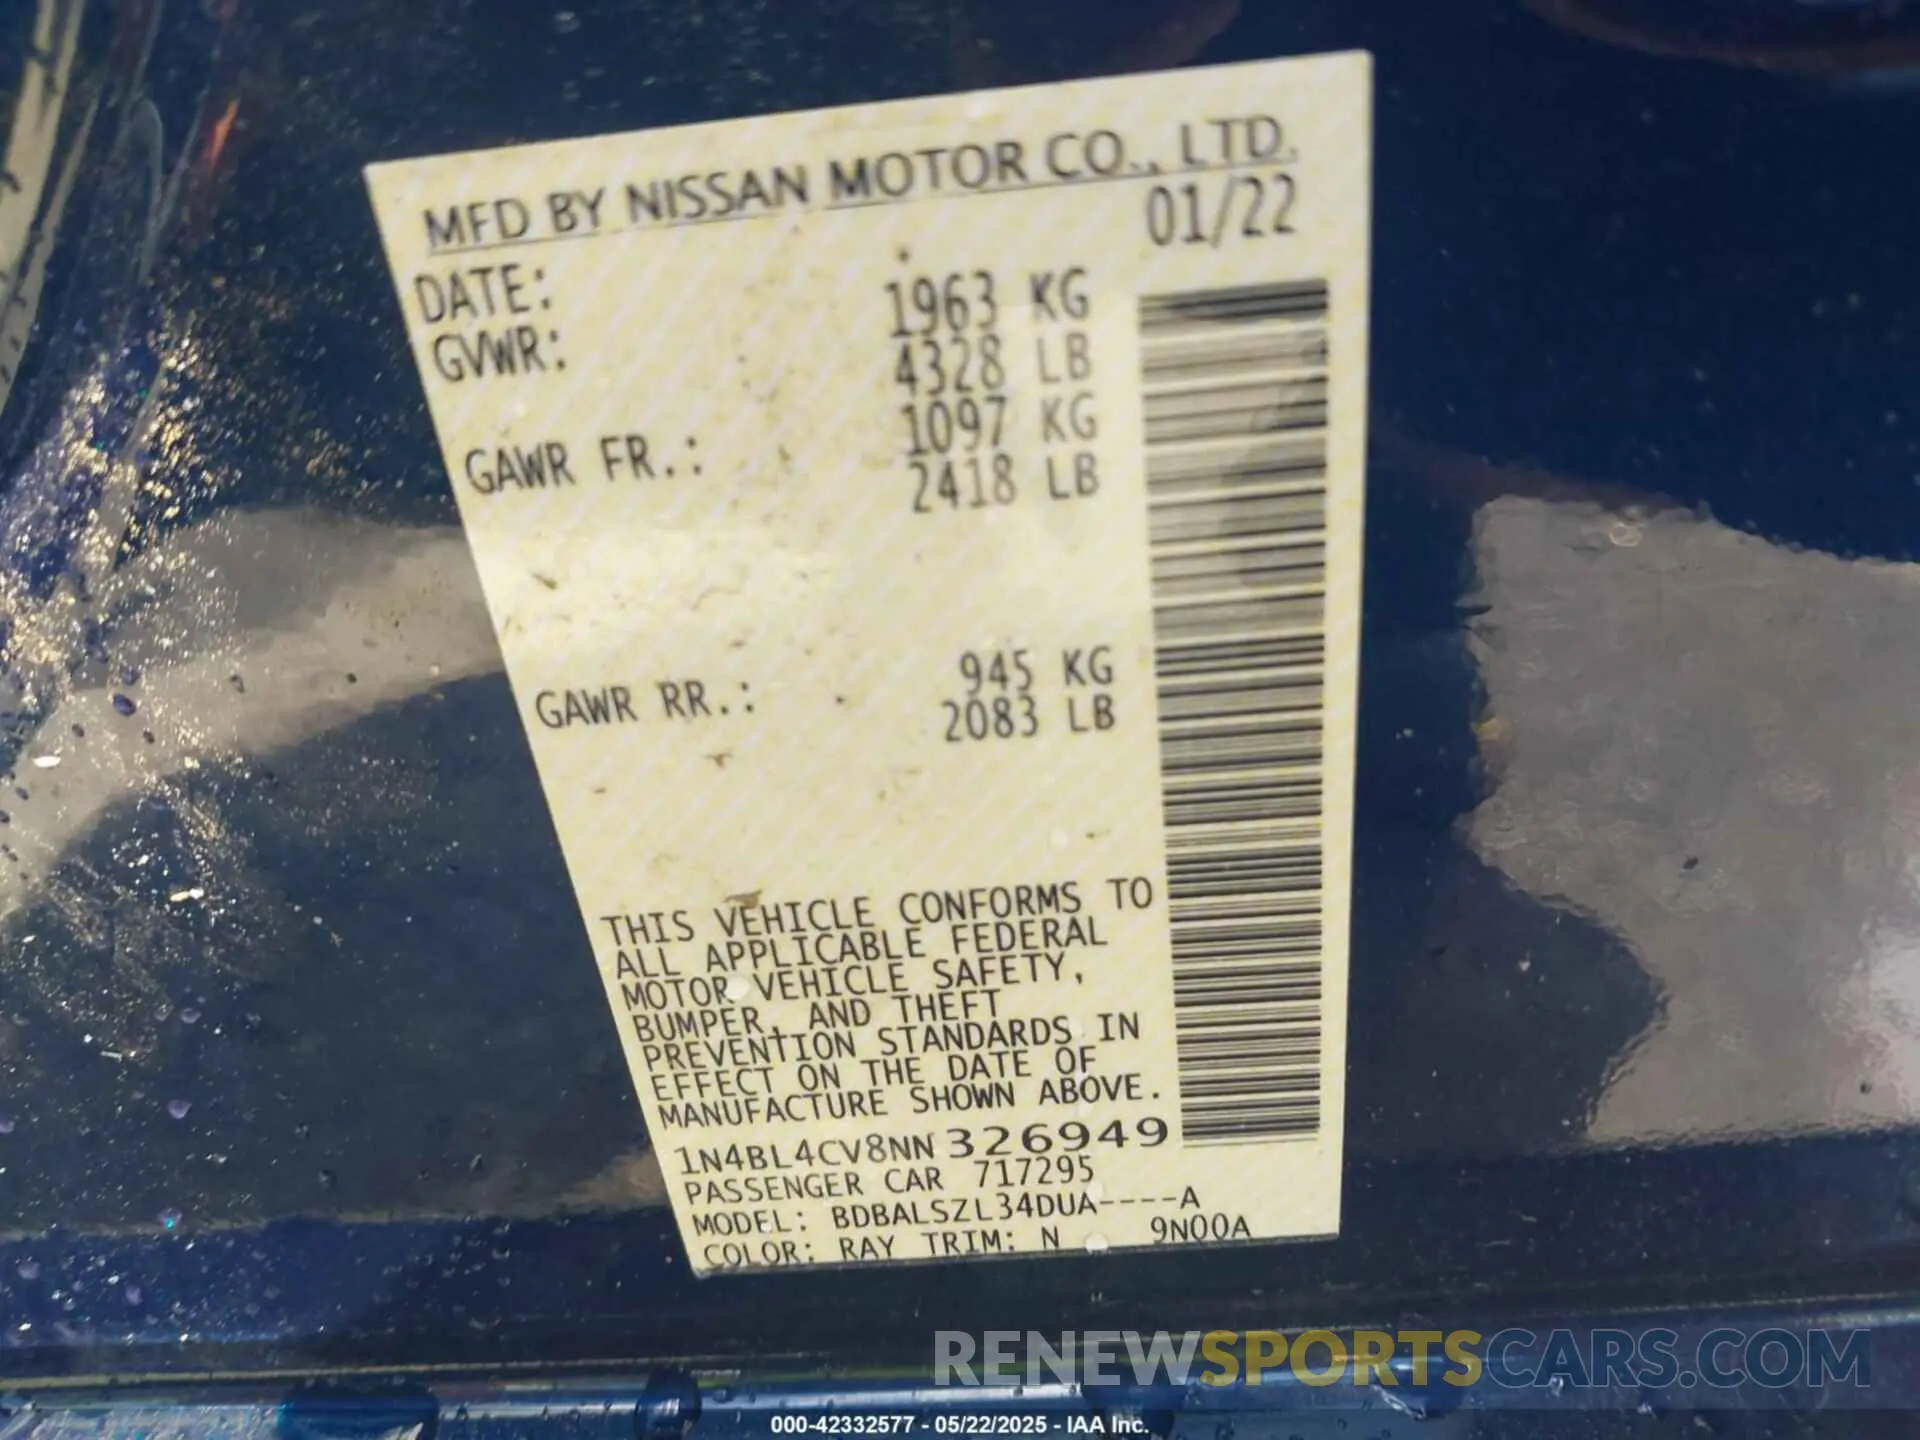 MFD BY NISSAN MOTOR CO., LTD.
DATE: 01/22
GVWR: 1963 KG
4328 LB
GAWR FR.: 1097 KG
2418 LB
GAWR RR.: 945 KG
2083 LB
THIS VEHICLE CONFORMS TO
ALL APPLICABLE FEDERAL
MOTOR VEHICLE SAFETY,
BUMPER, AND THEFT
PREVENTION STANDARDS IN
EFFECT ON THE DATE OF
MANUFACTURE SHOWN ABOVE.
1N4BL4CV8NN326949
PASSENGER CAR 717295
MODEL: BDBALSZL34DUA----A
COLOR: RAY TRIM: N 9N00A
RENEWSPORTSCARS.COM
000-42332577 - 05/22/2025 - IAA Inc.